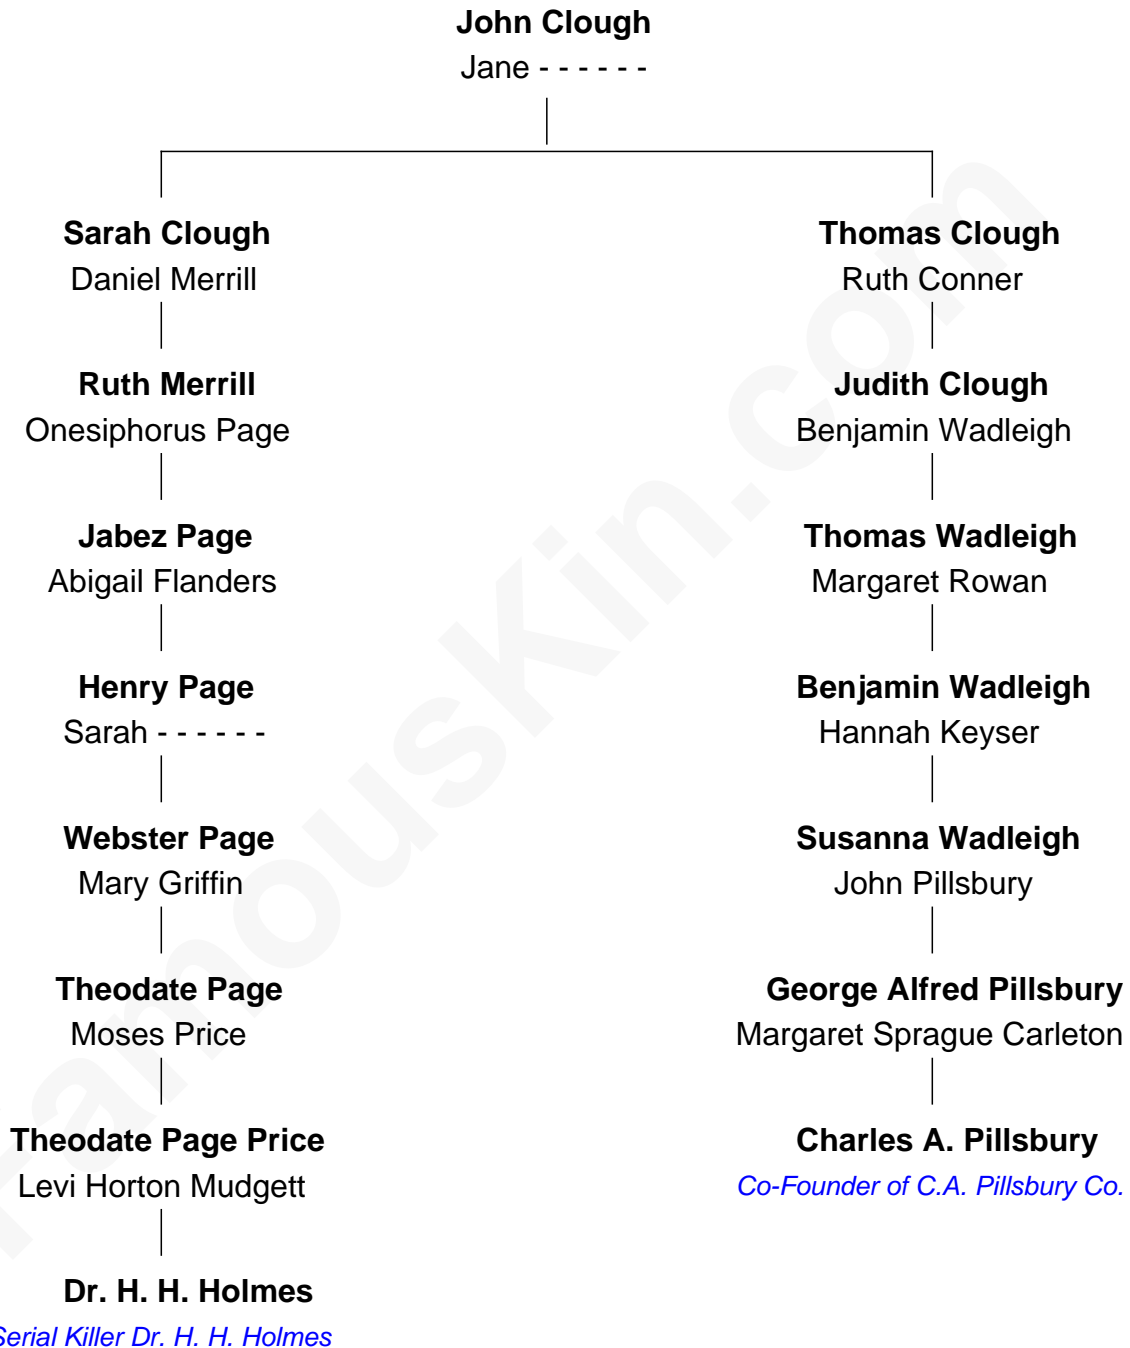 John Clough
Jane - - - - - -
Sarah Clough
Daniel Merrill
Thomas Clough
Ruth Conner
Ruth Merrill
Onesiphorus Page
Judith Clough
Benjamin Wadleigh
Jabez Page
Abigail Flanders
Thomas Wadleigh
Margaret Rowan
Henry Page
Sarah - - - - - -
Benjamin Wadleigh
Hannah Keyser
Webster Page
Mary Griffin
Susanna Wadleigh
John Pillsbury
Theodate Page
Moses Price
George Alfred Pillsbury
Margaret Sprague Carleton
Theodate Page Price
Levi Horton Mudgett
Charles A. Pillsbury
Co-Founder of C.A. Pillsbury Co.
Dr. H. H. Holmes
Serial Killer Dr. H. H. Holmes
FamousKin.com